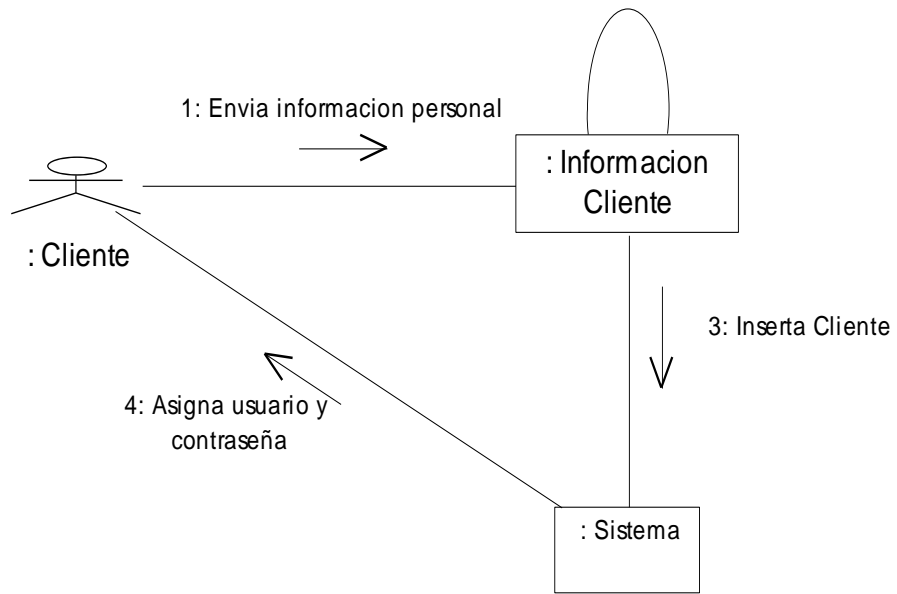 1: Envia informacion personal
: Informacion
Cliente
: Cliente
3: Inserta Cliente
4: Asigna usuario y
contraseña
: Sistema